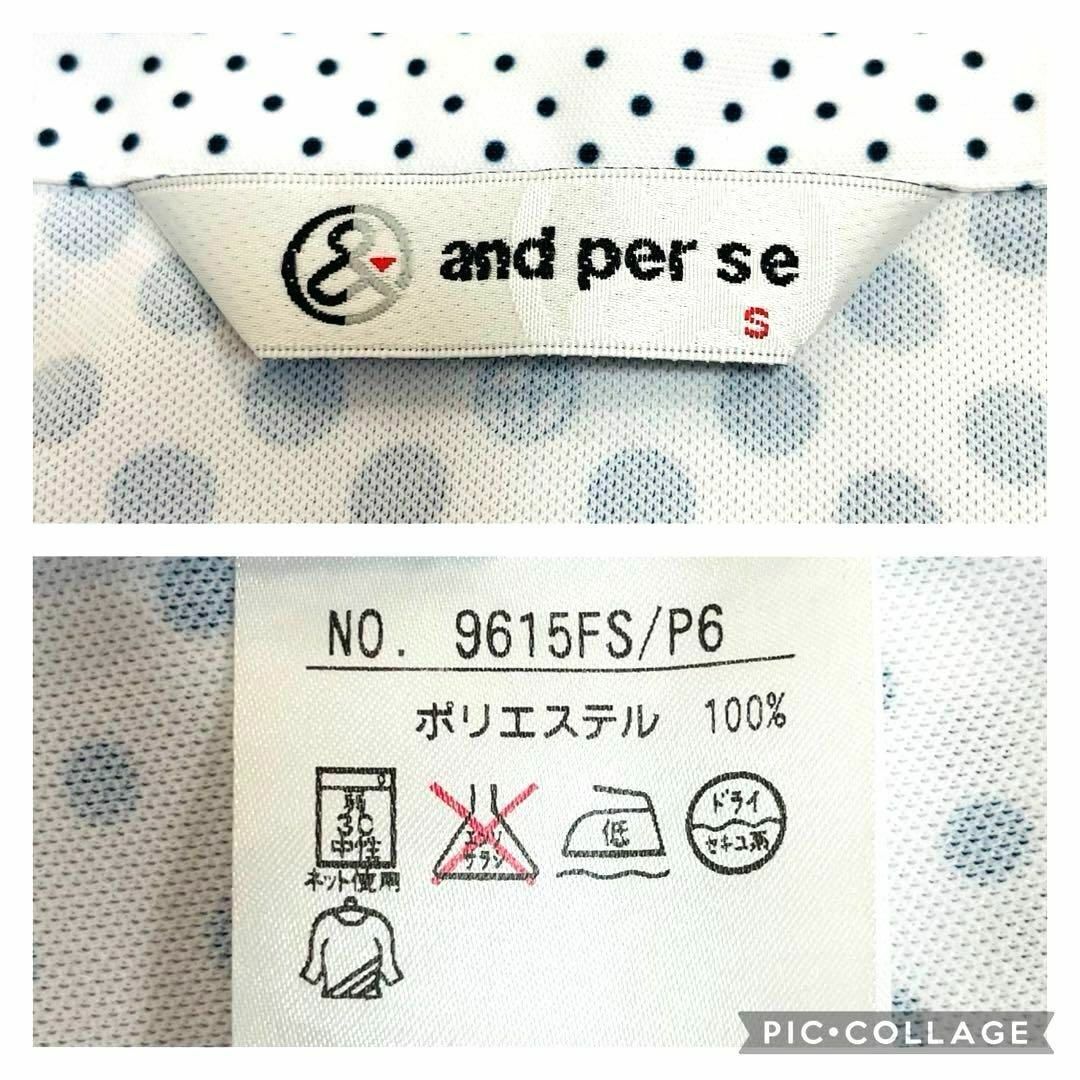 and per se
S
NO. 9615FS/P6
ポリエステル 100%
弱
30
中性
ネット使用
エンソ
サラシ
低
ドライ
セキユ系
PIC•COLLAGE